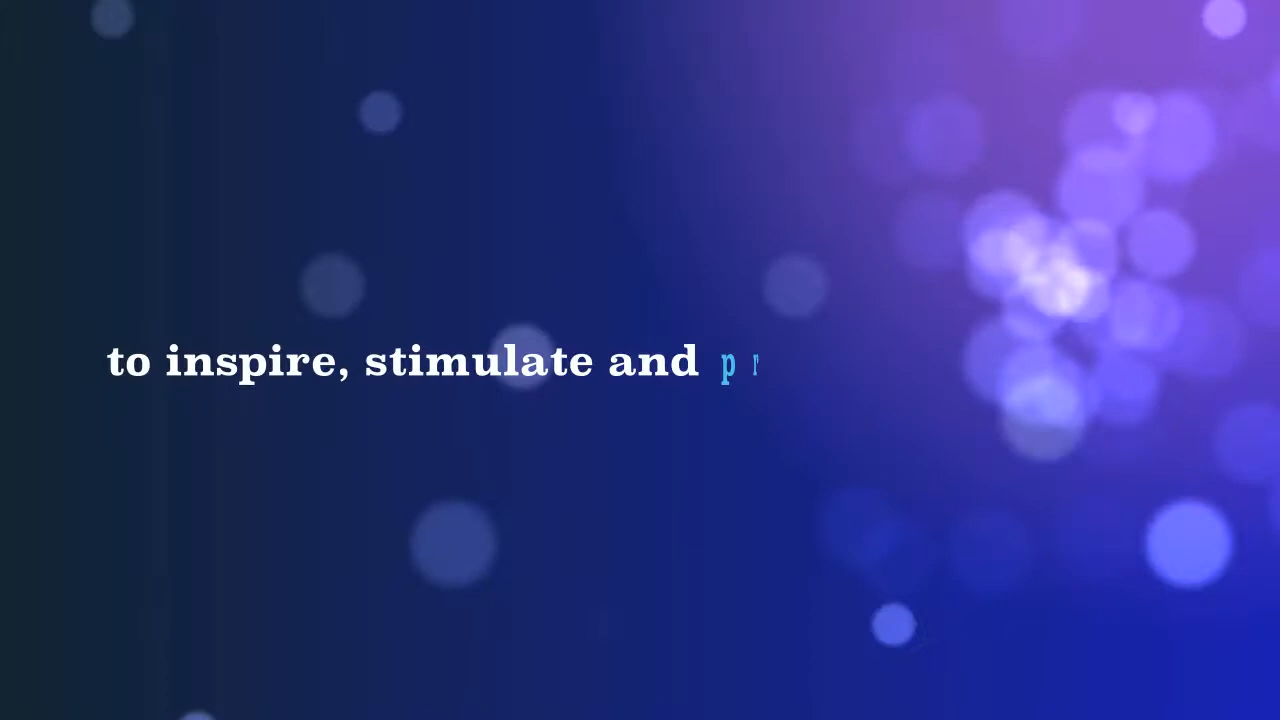 to inspire, stimulate and p r